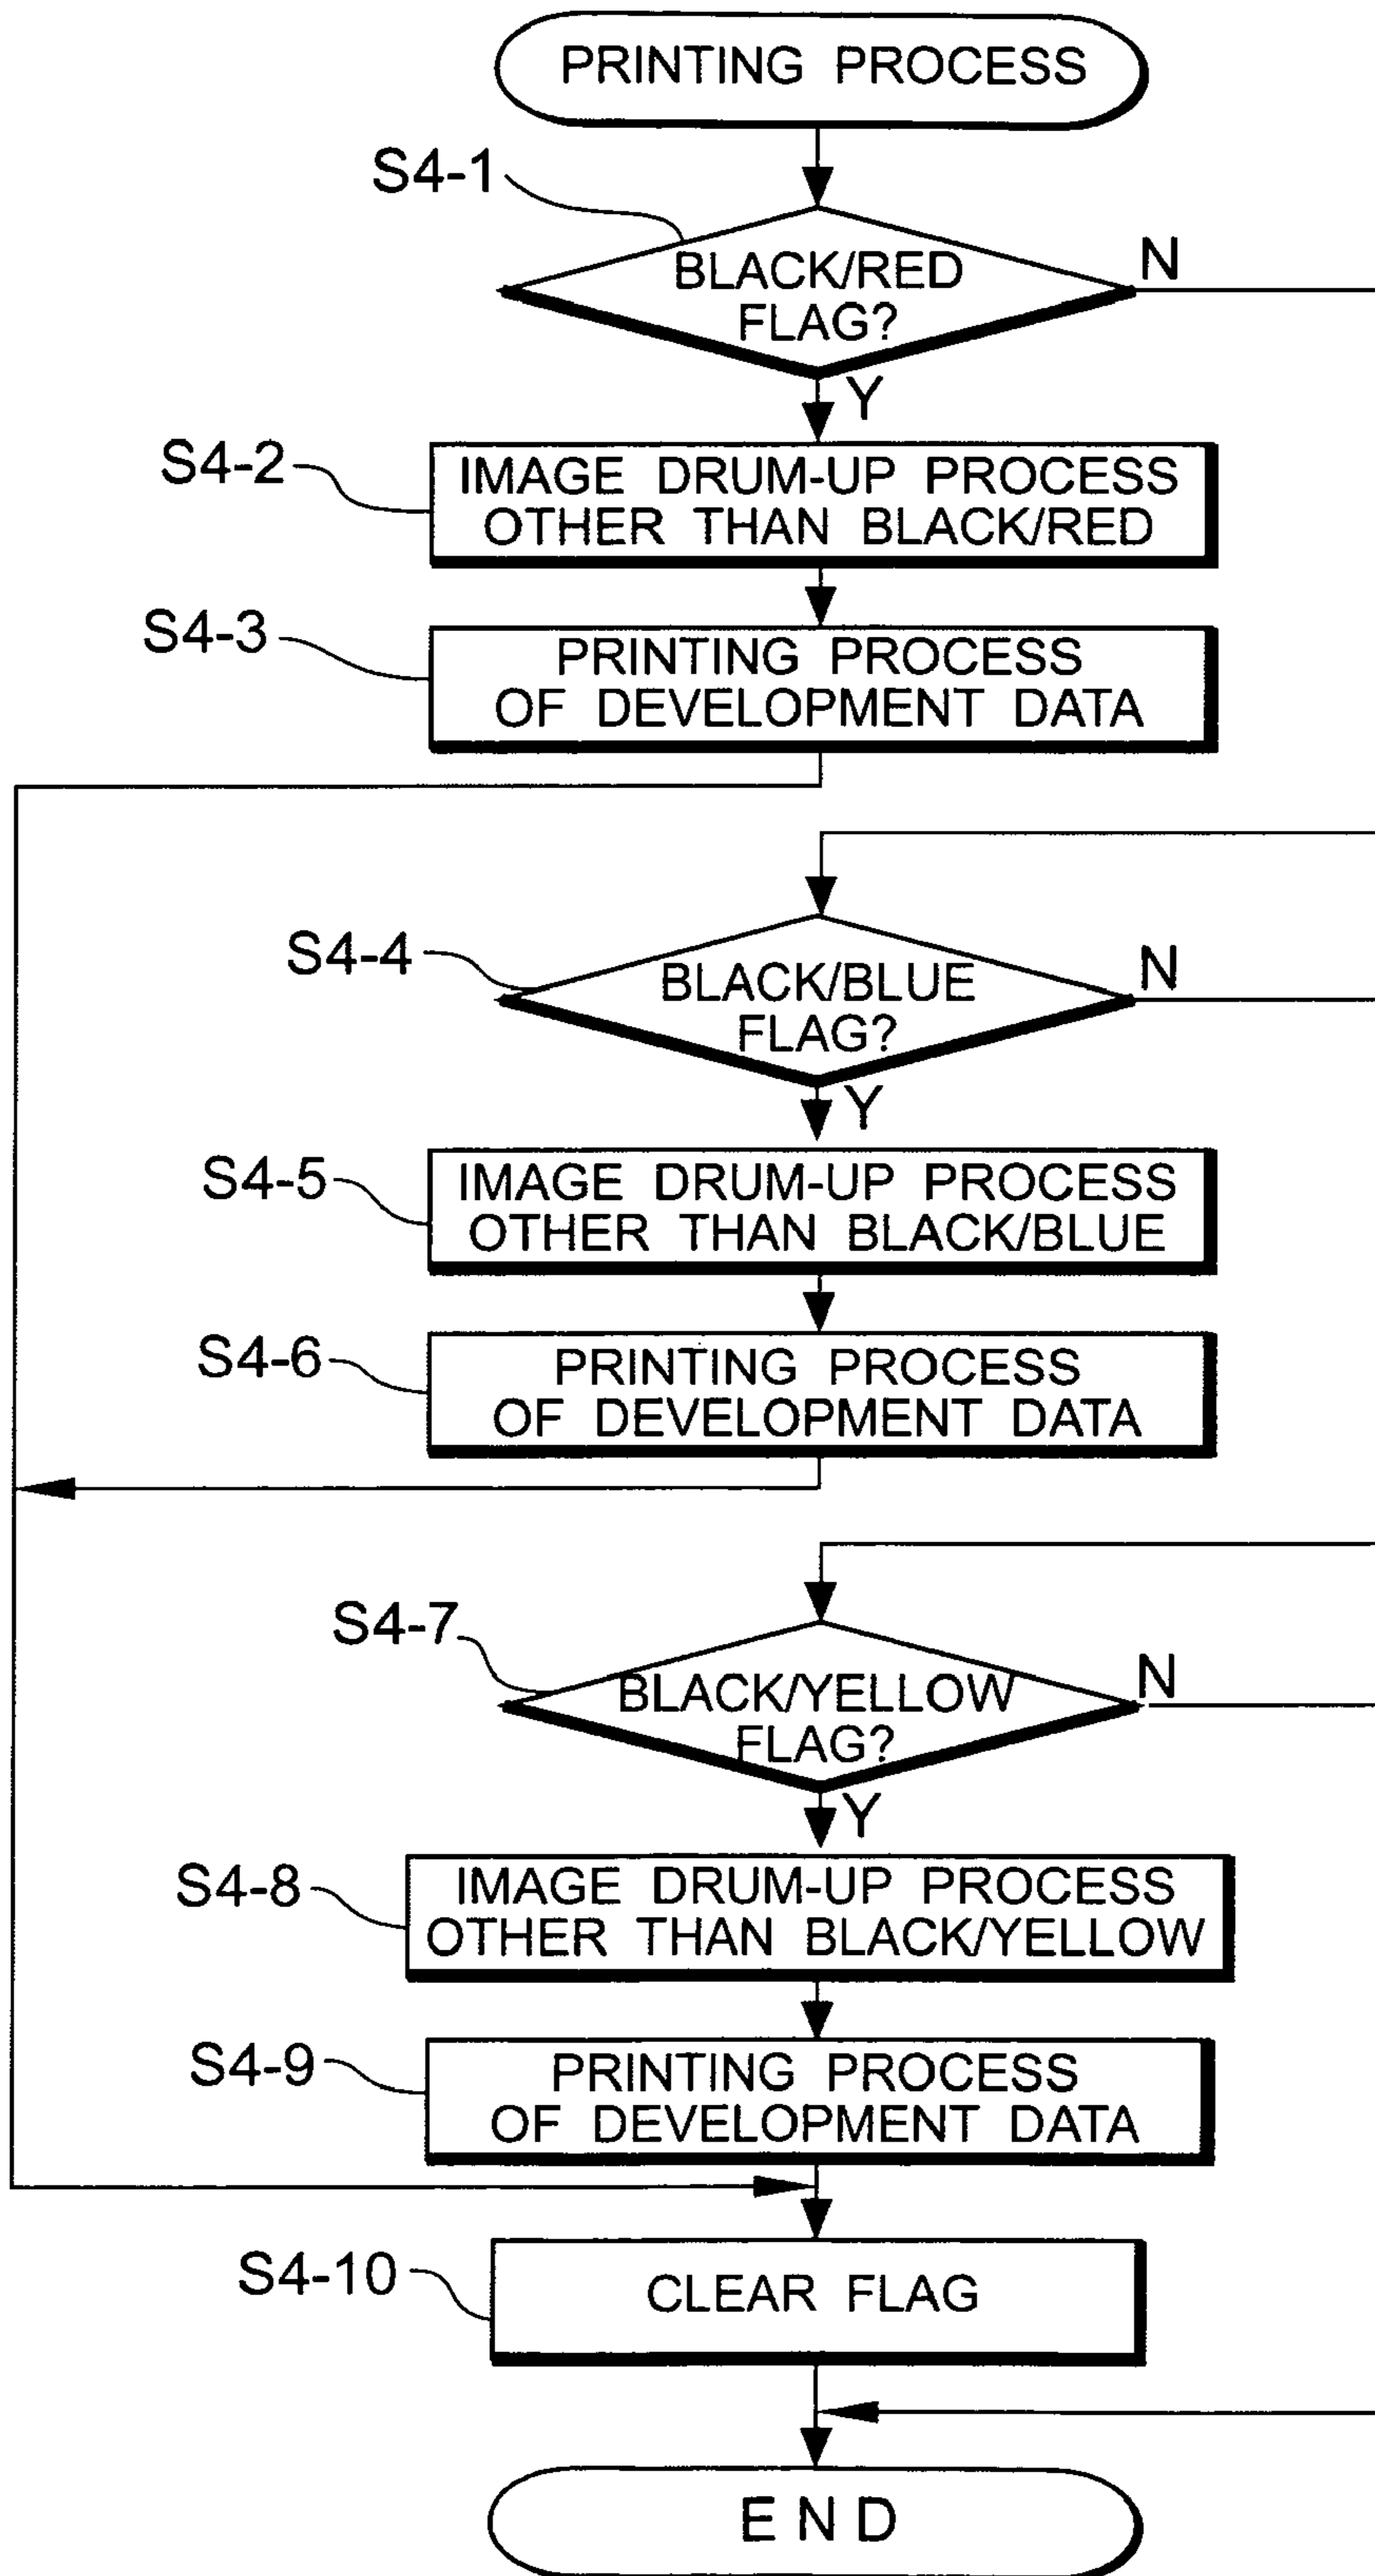 PRINTING PROCESS
S4-1
BLACK/RED
FLAG?
N
Y
S4-2
IMAGE DRUM-UP PROCESS
OTHER THAN BLACK/RED
S4-3
PRINTING PROCESS
OF DEVELOPMENT DATA
S4-4
BLACK/BLUE
FLAG?
N
Y
S4-5
IMAGE DRUM-UP PROCESS
OTHER THAN BLACK/BLUE
S4-6
PRINTING PROCESS
OF DEVELOPMENT DATA
S4-7
BLACK/YELLOW
FLAG?
N
Y
S4-8
IMAGE DRUM-UP PROCESS
OTHER THAN BLACK/YELLOW
S4-9
PRINTING PROCESS
OF DEVELOPMENT DATA
S4-10
CLEAR FLAG
END